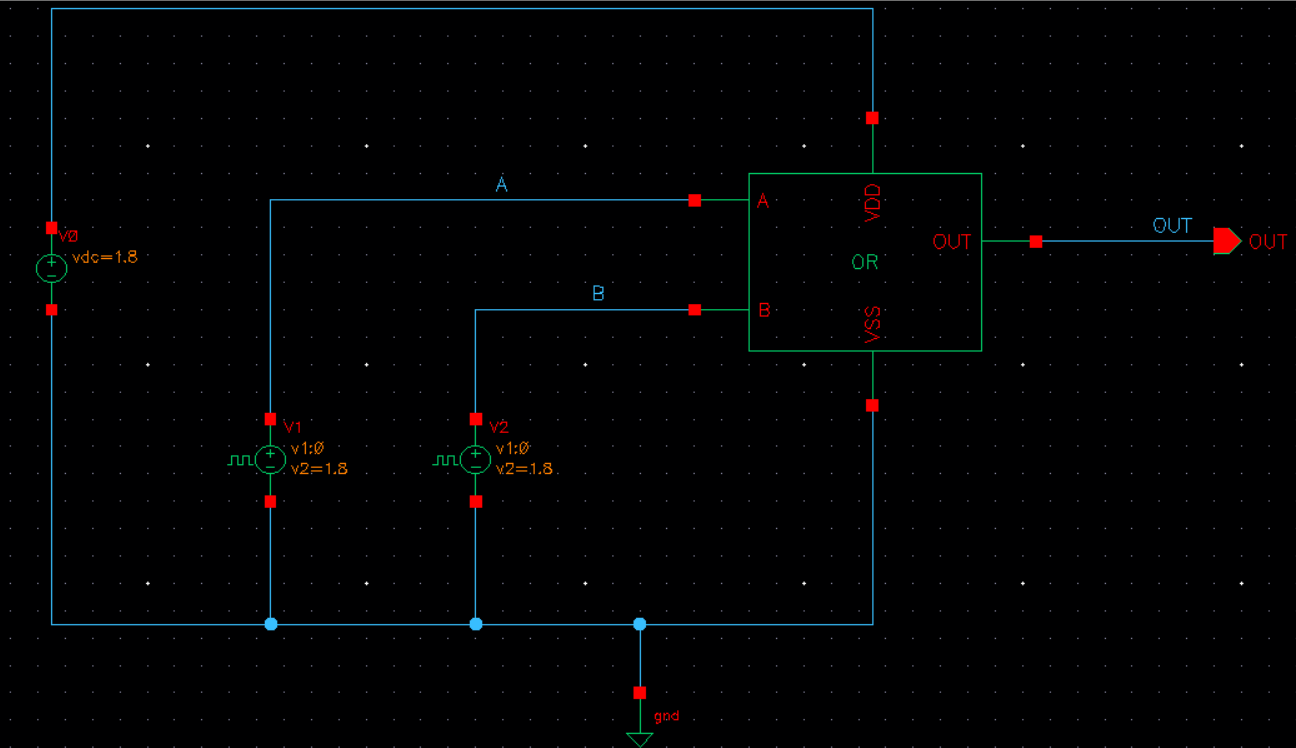 A
A
VDD
V0
vdc=1.8
OUT
OUT
OUT
OR
B
B
VSS
V1
v1:0
v2=1.8
V2
v1:0
v2=1.8
gnd